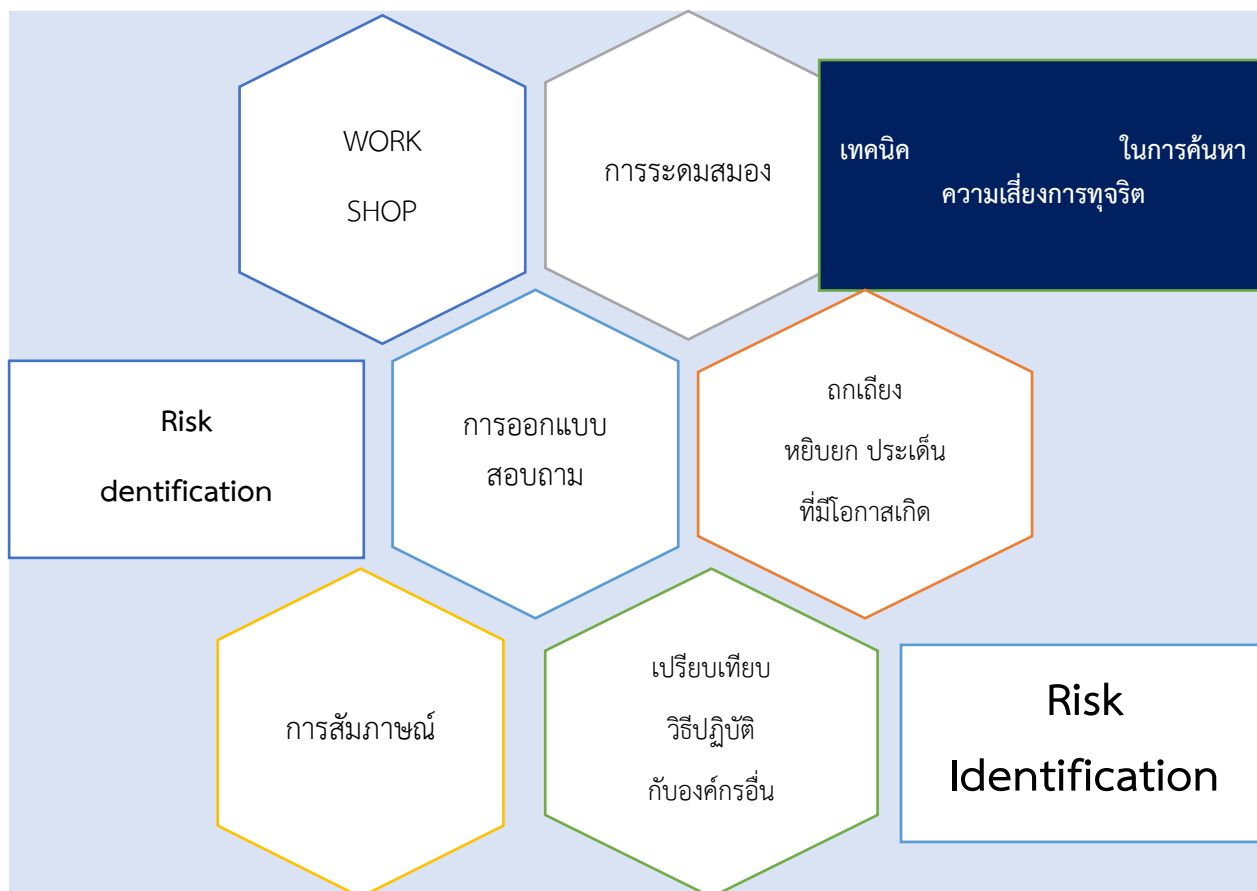 WORK
SHOP
การระดมสมอง
เทคนิค ในการค้นหา
ความเสี่ยงการทุจริต
Risk
dentification
การออกแบบ
สอบถาม
ถกเถียง
หยิบยก ประเด็น
ที่มีโอกาสเกิด
การสัมภาษณ์
เปรียบเทียบ
วิธีปฏิบัติ
กับองค์กรอื่น
Risk
Identification